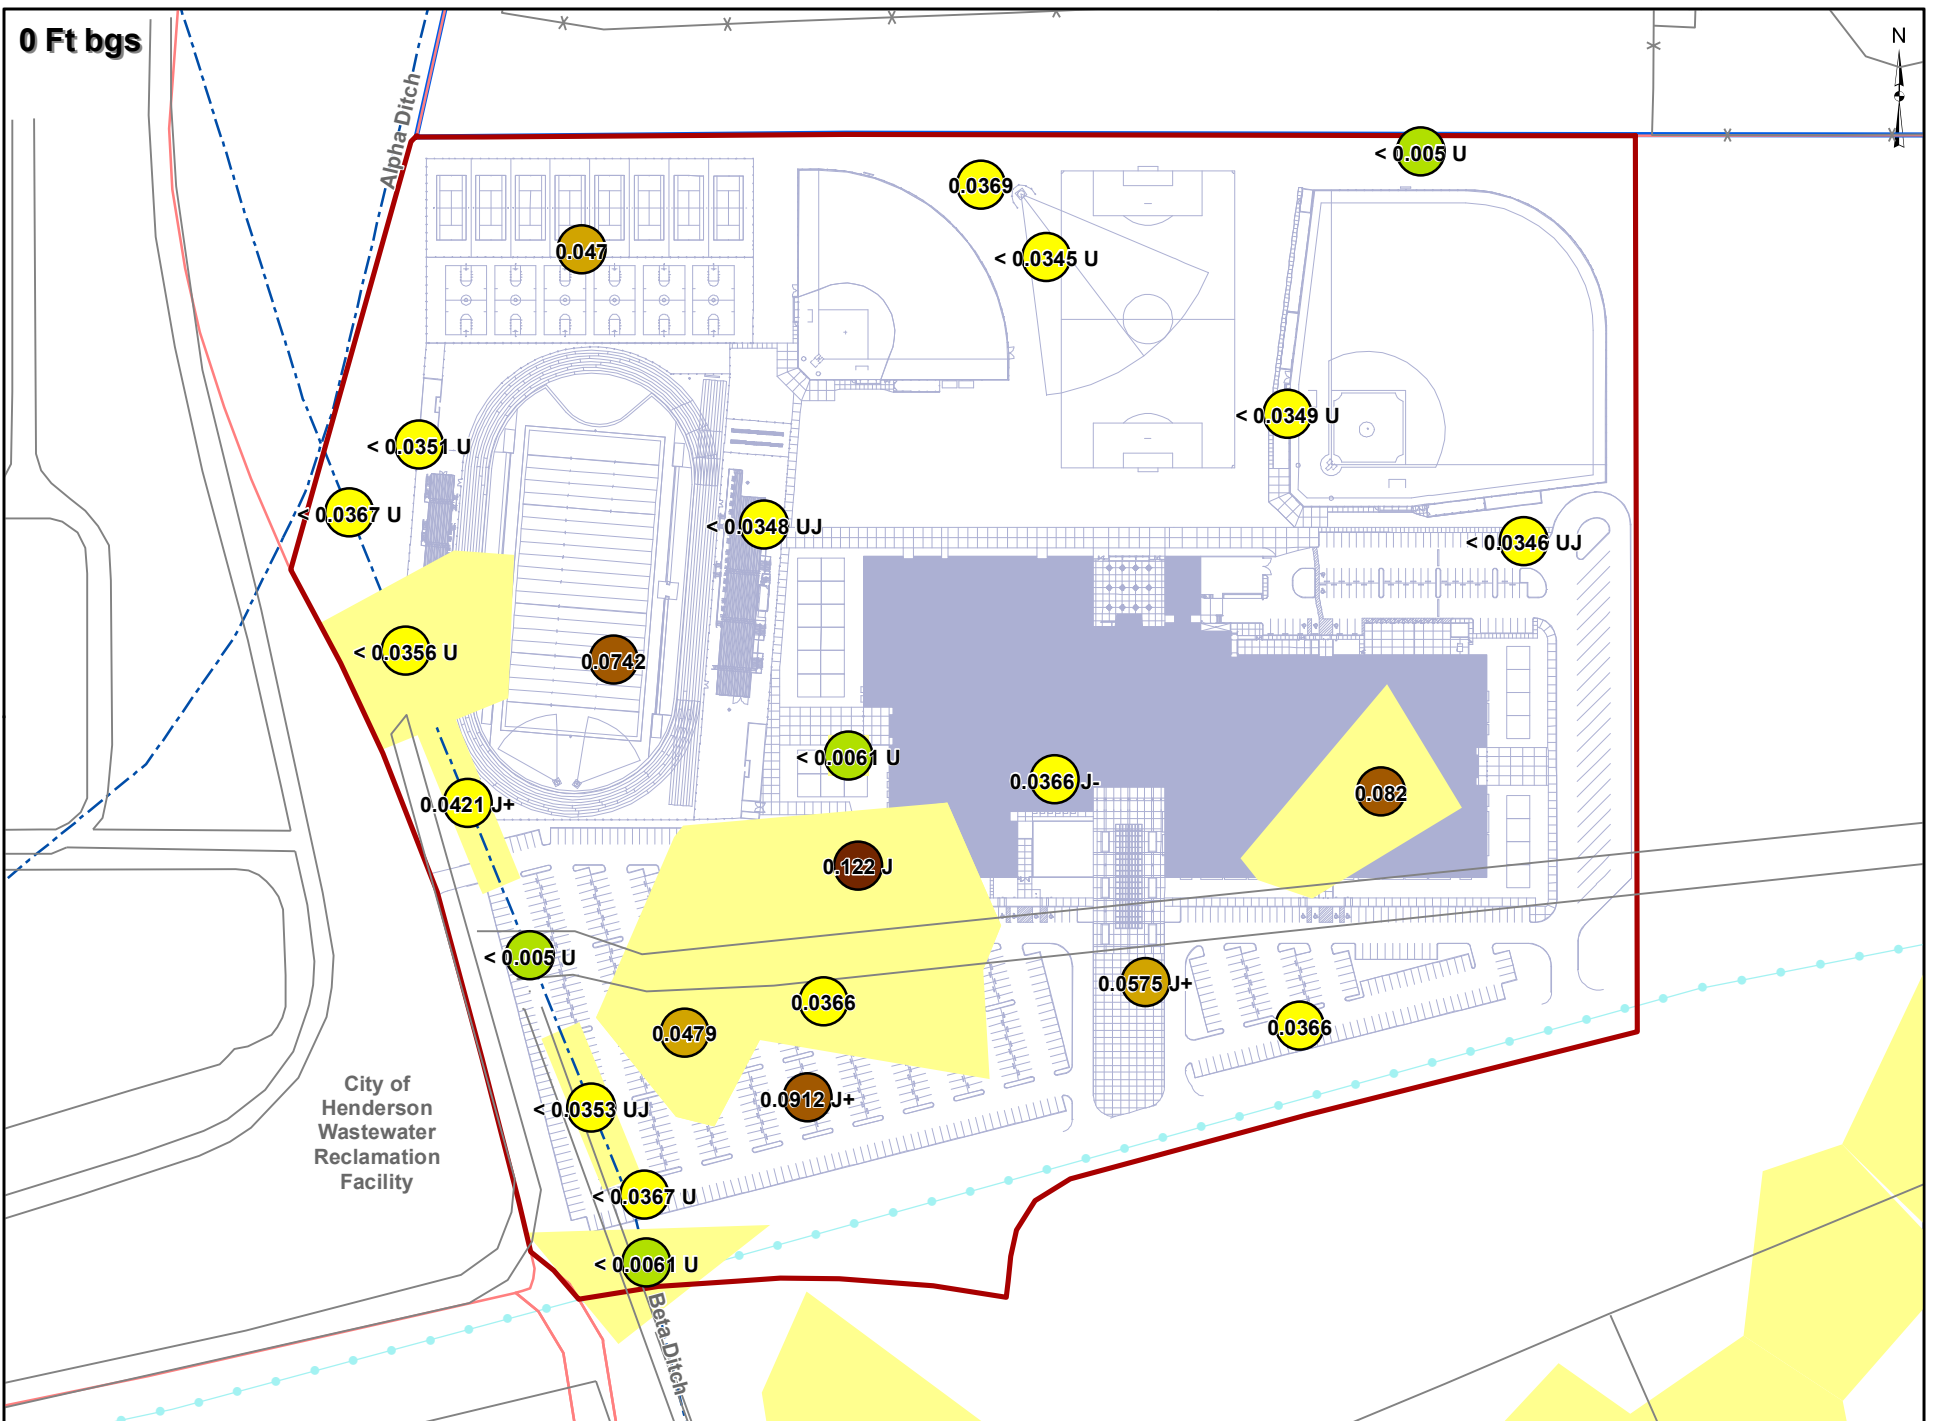 0 Ft bgs
N
Alpha Ditch
< 0.005 U
0.0369
0.047
< 0.0345 U
< 0.0349 U
< 0.0351 U
< 0.0367 U
< 0.0348 UJ
< 0.0346 UJ
< 0.0356 U
0.0742
< 0.0061 U
0.0366 J-
0.082
0.0421 J+
0.122 J
< 0.005 U
0.0575 J+
0.0366
0.0366
0.0479
City of
Henderson
Wastewater
Reclamation
Facility
0.0912 J+
< 0.0353 UJ
< 0.0367 U
< 0.0061 U
Beta Ditch